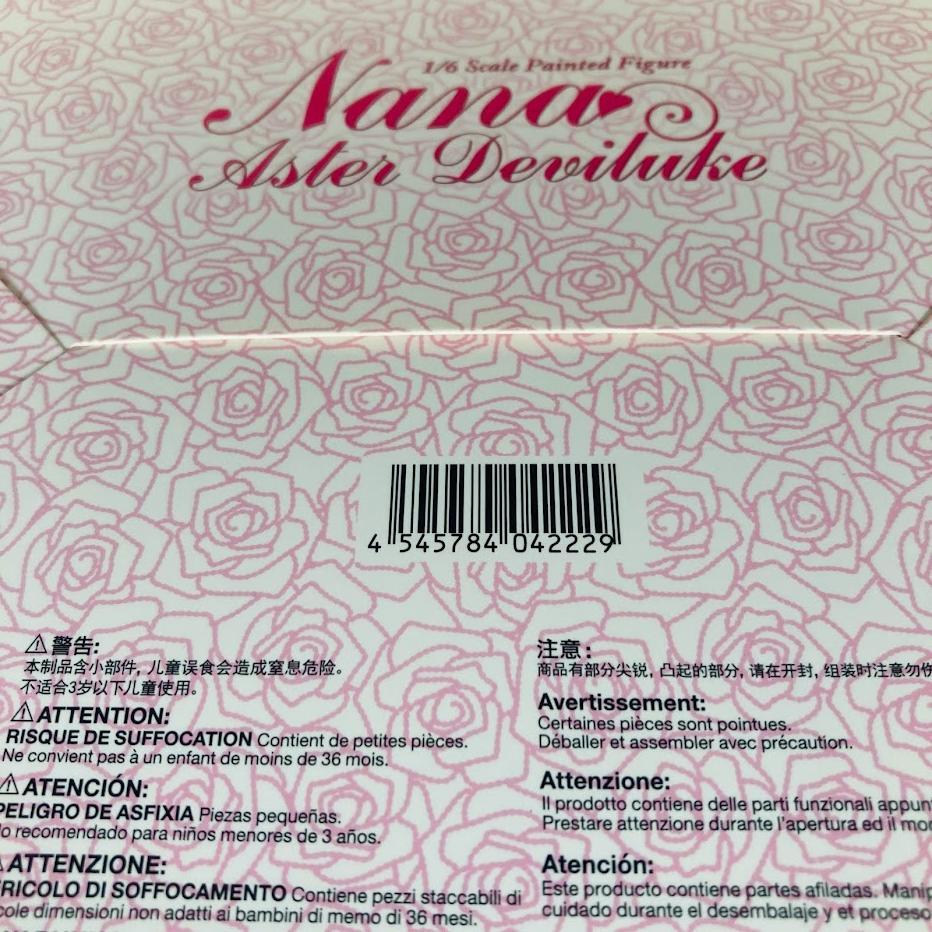 1/6 Scale Painted Figure
Nana
Aster Deviluke
4 545784 042229
⚠警告:
本制品含小部件, 儿童误食会造成窒息危险。
不适合3岁以下儿童使用。
⚠ATTENTION:
RISQUE DE SUFFOCATION Contient de petites pièces.
Ne convient pas à un enfant de moins de 36 mois.
⚠ATENCIÓN:
PELIGRO DE ASFIXIA Piezas pequeñas.
recomendado para niños menores de 3 años.
ATTENZIONE:
RICOLO DI SOFFOCAMENTO Contiene pezzi staccabili di
cole dimensioni non adatti ai bambini di memo di 36 mesi.
注意:
商品有部分尖锐, 凸起的部分, 请在开封, 组装时注意勿伤
Avertissement:
Certaines pièces sont pointues.
Déballer et assembler avec précaution.
Attenzione:
Il prodotto contiene delle parti funzionali appun
Prestare attenzione durante l'apertura ed il mo
Atención:
Este producto contiene partes afiladas. Manip
cuidado durante el desembalaje y et proceso